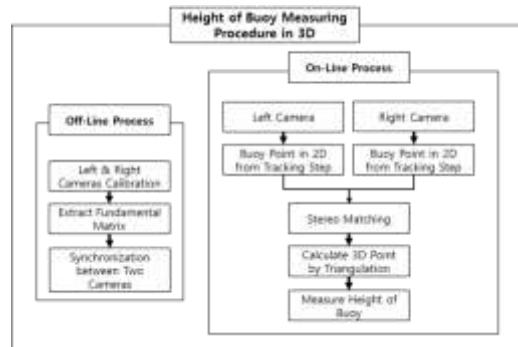 Height of Buoy Measuring
Procedure in 3D
Off-Line Process
Left & Right
Cameras Calibration
Extract Fundamental
Matrix
Synchronization
between Two
Cameras
On-Line Process
Left Camera
Right Camera
Buoy Point in 2D
from Tracking Step
Buoy Point in 2D
from Tracking Step
Stereo Matching
Calculate 3D Point
by Triangulation
Measure Height of
Buoy